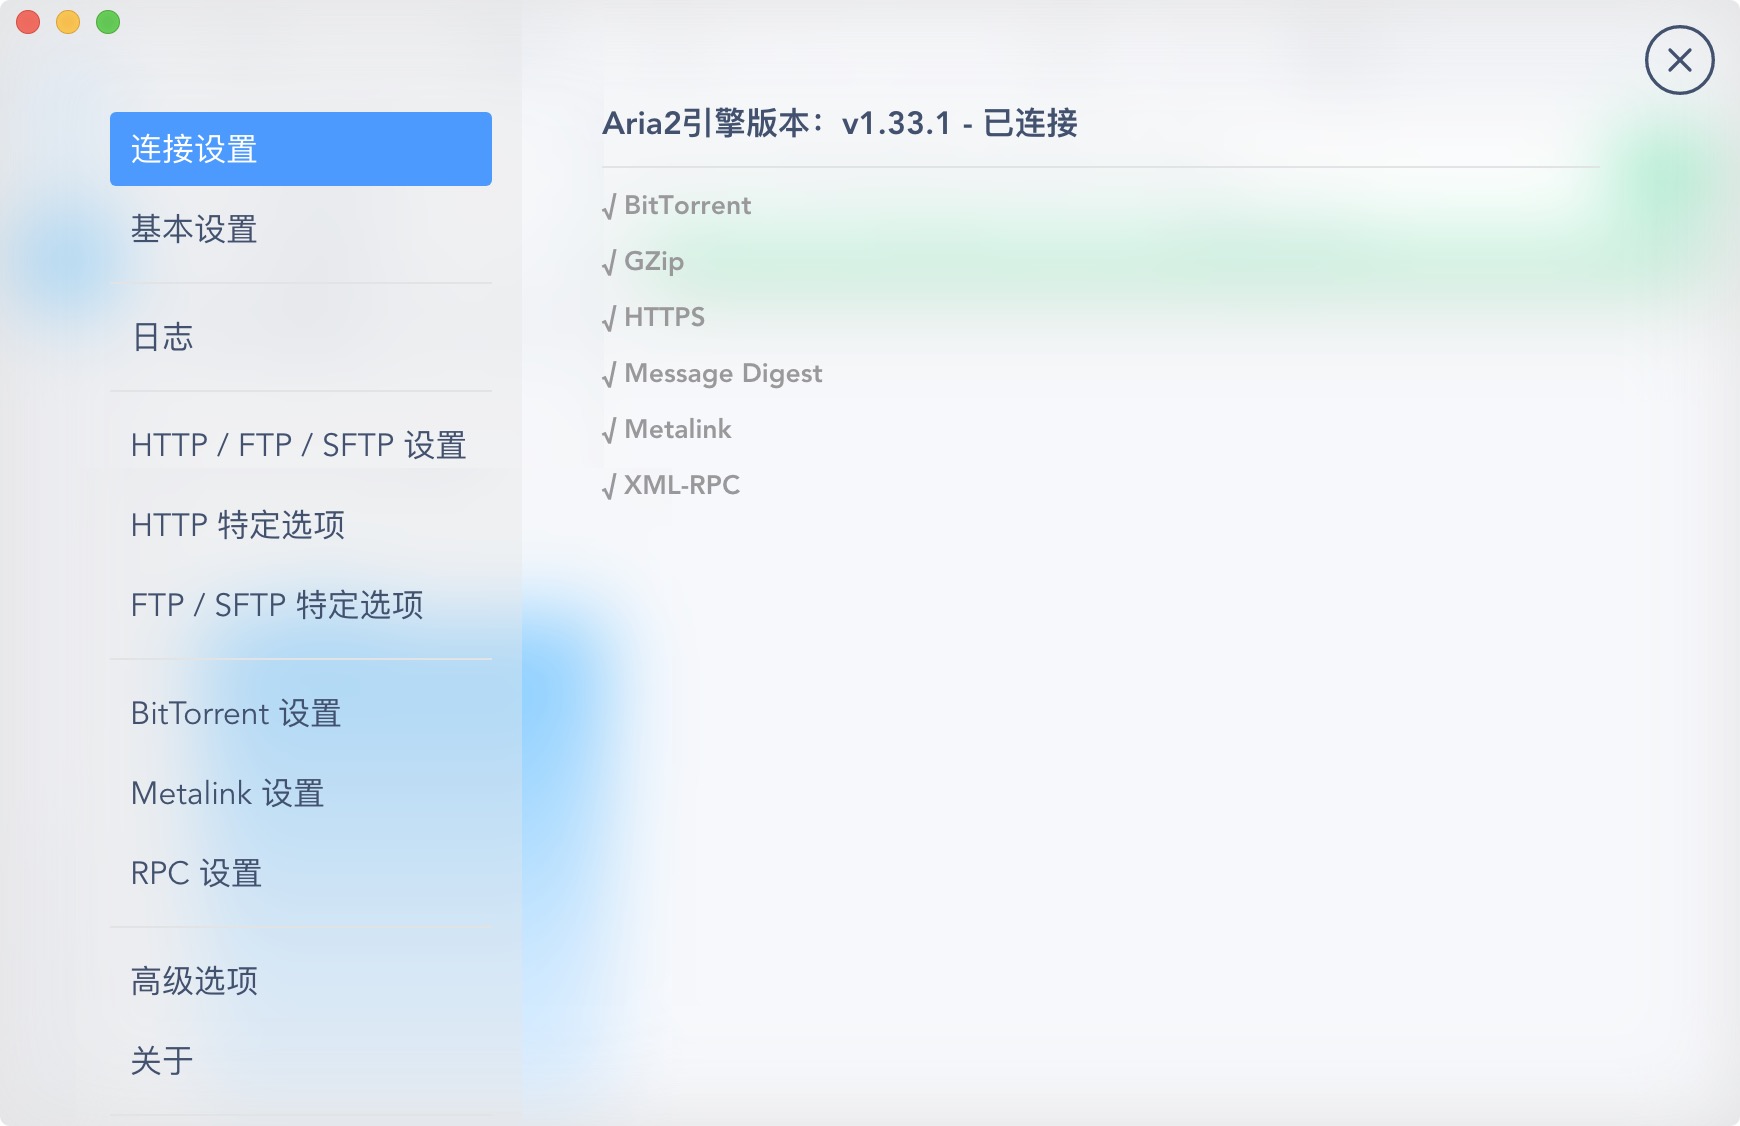 连接设置
基本设置
日志
HTTP / FTP / SFTP 设置
HTTP 特定选项
FTP / SFTP 特定选项
BitTorrent 设置
Metalink 设置
RPC 设置
高级选项
关于
Aria2引擎版本：v1.33.1 - 已连接
√ BitTorrent
√ GZip
√ HTTPS
√ Message Digest
√ Metalink
√ XML-RPC